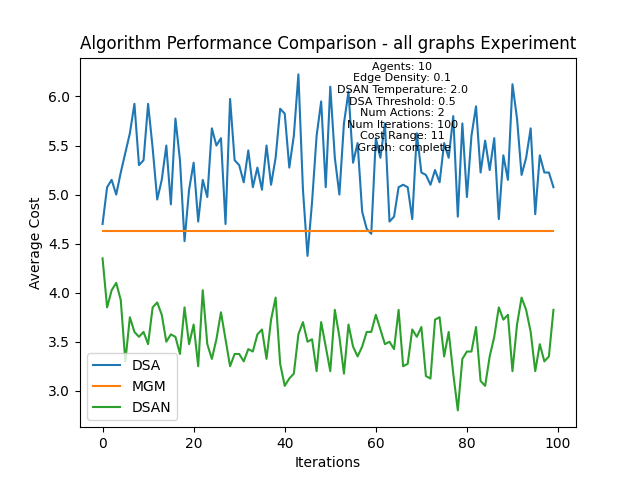 Algorithm Performance Comparison - all graphs Experiment
Agents: 10
Edge Density: 0.1
DSAN Temperature: 2.0
DSA Threshold: 0.5
Num Actions: 2
Num Iterations: 100
Cost Range: 11
Graph: complete
6.0
5.5
5.0
4.5
4.0
3.5
3.0
Average Cost
DSA
MGM
DSAN
0 20 40 60 80 100
Iterations